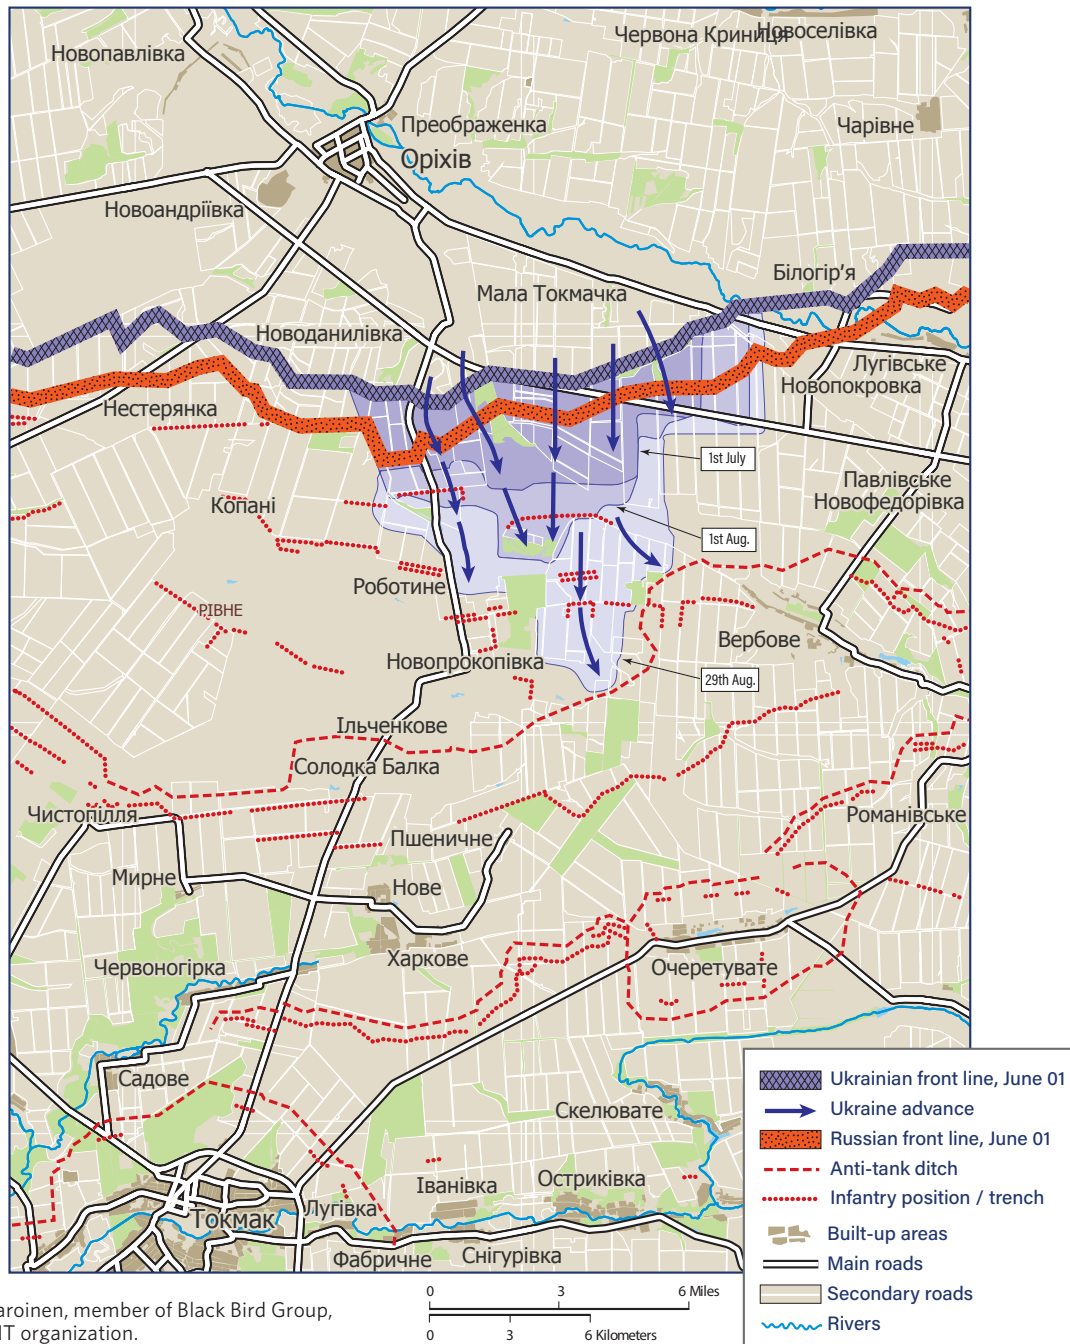 Новопавлівка
Червона Криниця
Новоселівка
Преображенка
Чарівне
Оріхів
Новоандріївка
Білогір'я
Мала Токмачка
Новоданилівка
Лугівське
Новопокровка
Нестерянка
1st July
Павлівське
Новофедорівка
Копані
1st Aug.
Роботине
РІВНЕ
Вербове
Новопрокопівка
29th Aug.
Ільченкове
Солодка Балка
Чистопілля
Романівське
Пшеничне
Мирне
Нове
Харкове
Червоногірка
Очеретувате
Садове
Скелювате
Іванівка
Остриківка
Токмак
Лугівка
Фабричне
Снігурівка
Ukrainian front line, June 01
Ukraine advance
Russian front line, June 01
Anti-tank ditch
Infantry position / trench
Built-up areas
Main roads
Secondary roads
Rivers
0 3 6 Miles
0 3 6 Kilometers
aroinen, member of Black Bird Group,
IT organization.